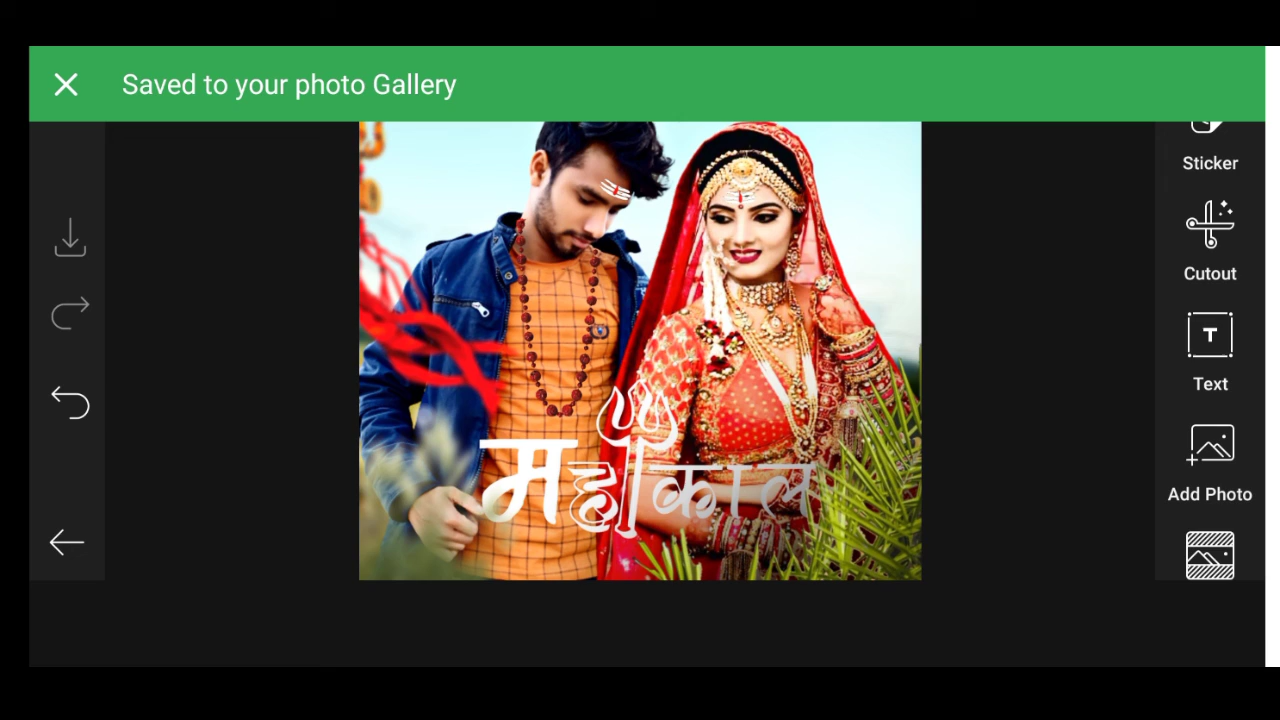 Saved to your photo Gallery
Sticker
Cutout
Text
Add Photo
महाकाल